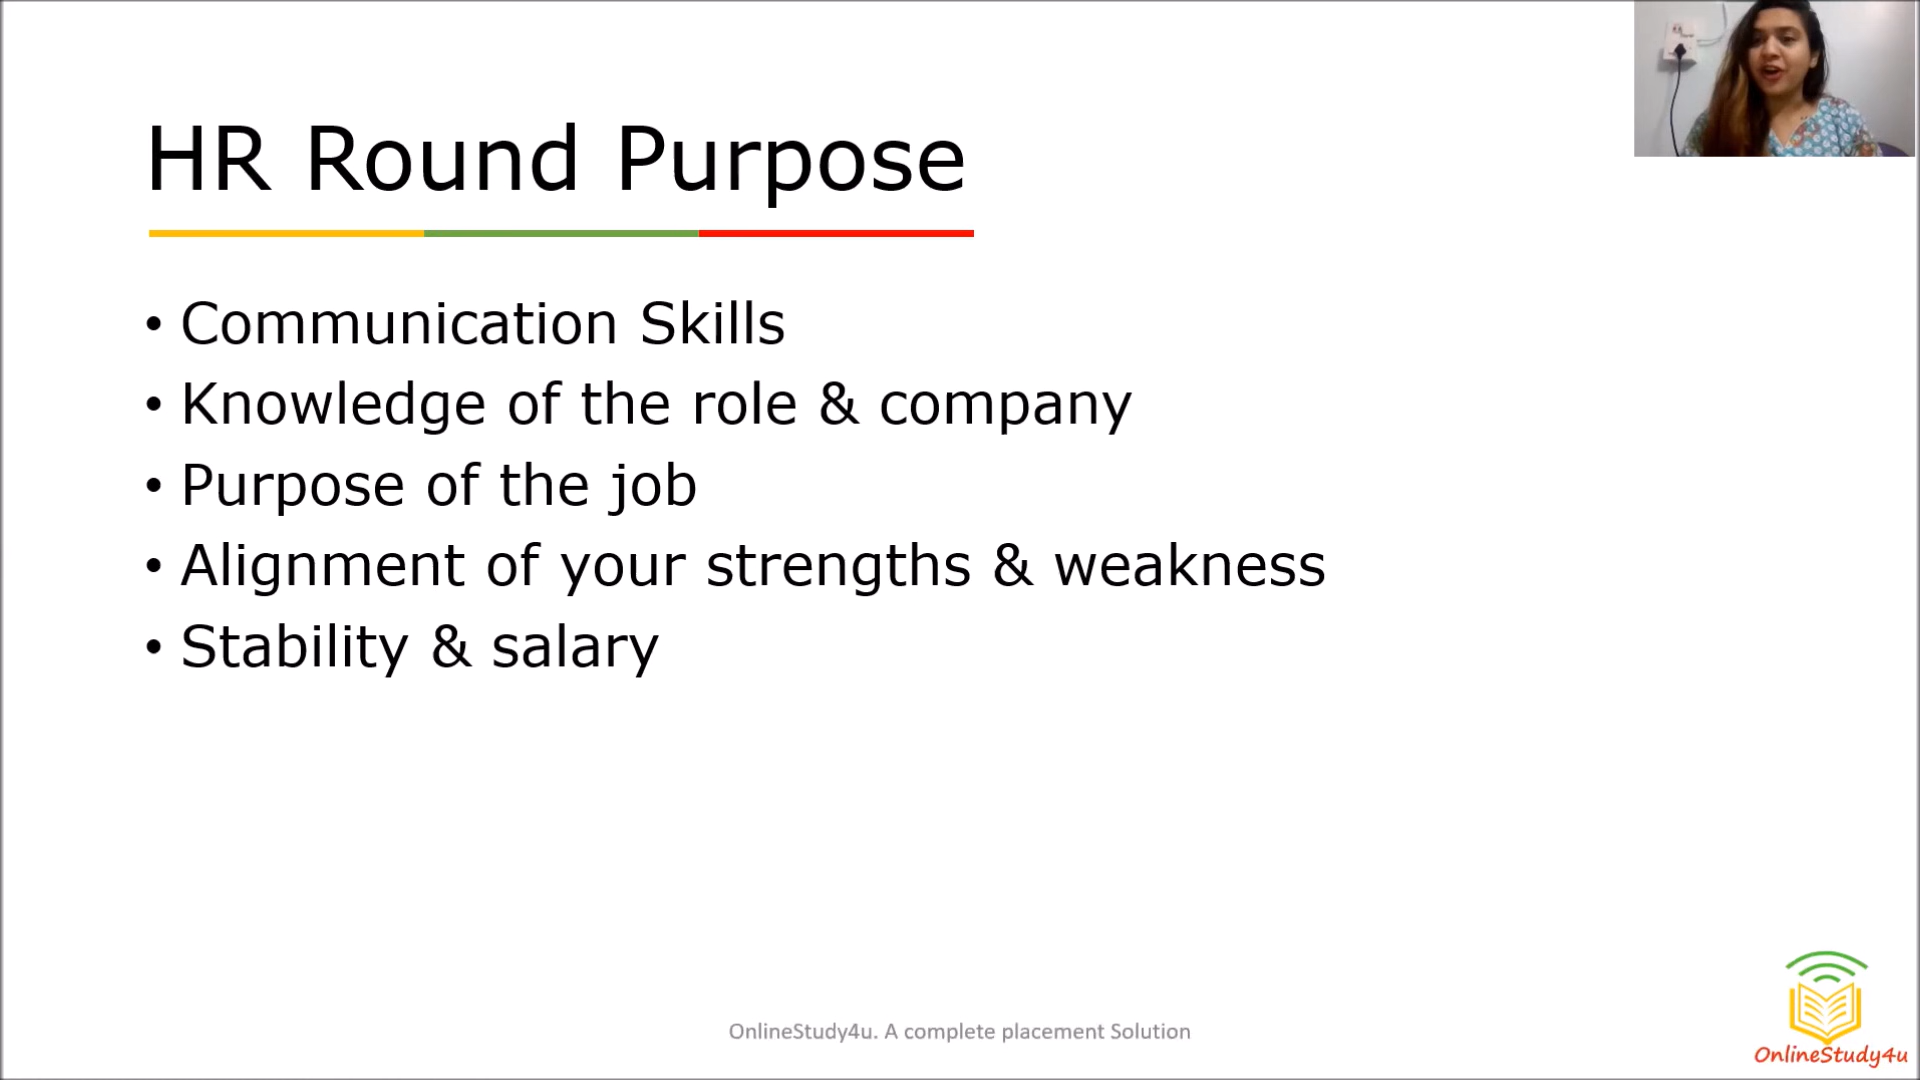 HR Round Purpose
• Communication Skills
• Knowledge of the role & company
• Purpose of the job
• Alignment of your strengths & weakness
• Stability & salary
OnlineStudy4u. A complete placement Solution
OnlineStudy4u